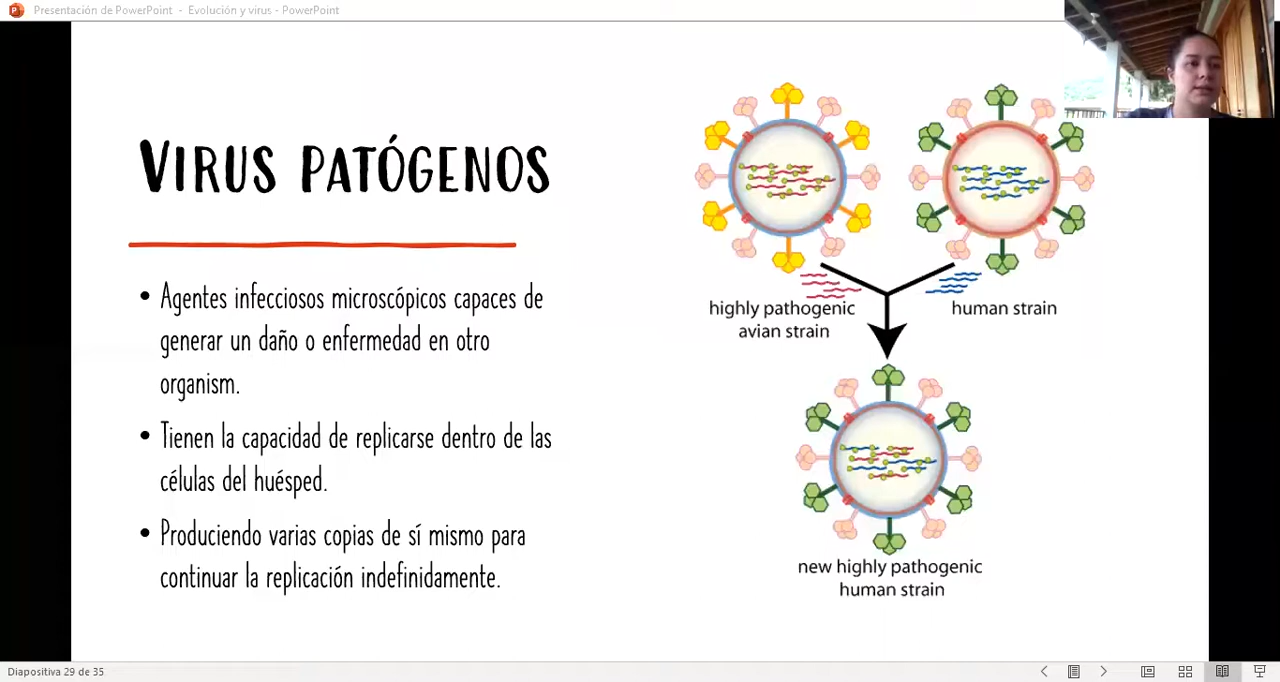 Presentación de PowerPoint - Evolución y virus - PowerPoint
VIRUS PATÓGENOS
• Agentes infecciosos microscópicos capaces de
generar un daño o enfermedad en otro
organism.
• Tienen la capacidad de replicarse dentro de las
células del huésped.
• Produciendo varias copias de sí mismo para
continuar la replicación indefinidamente.
highly pathogenic
avian strain
human strain
new highly pathogenic
human strain
Diapositiva 29 de 35